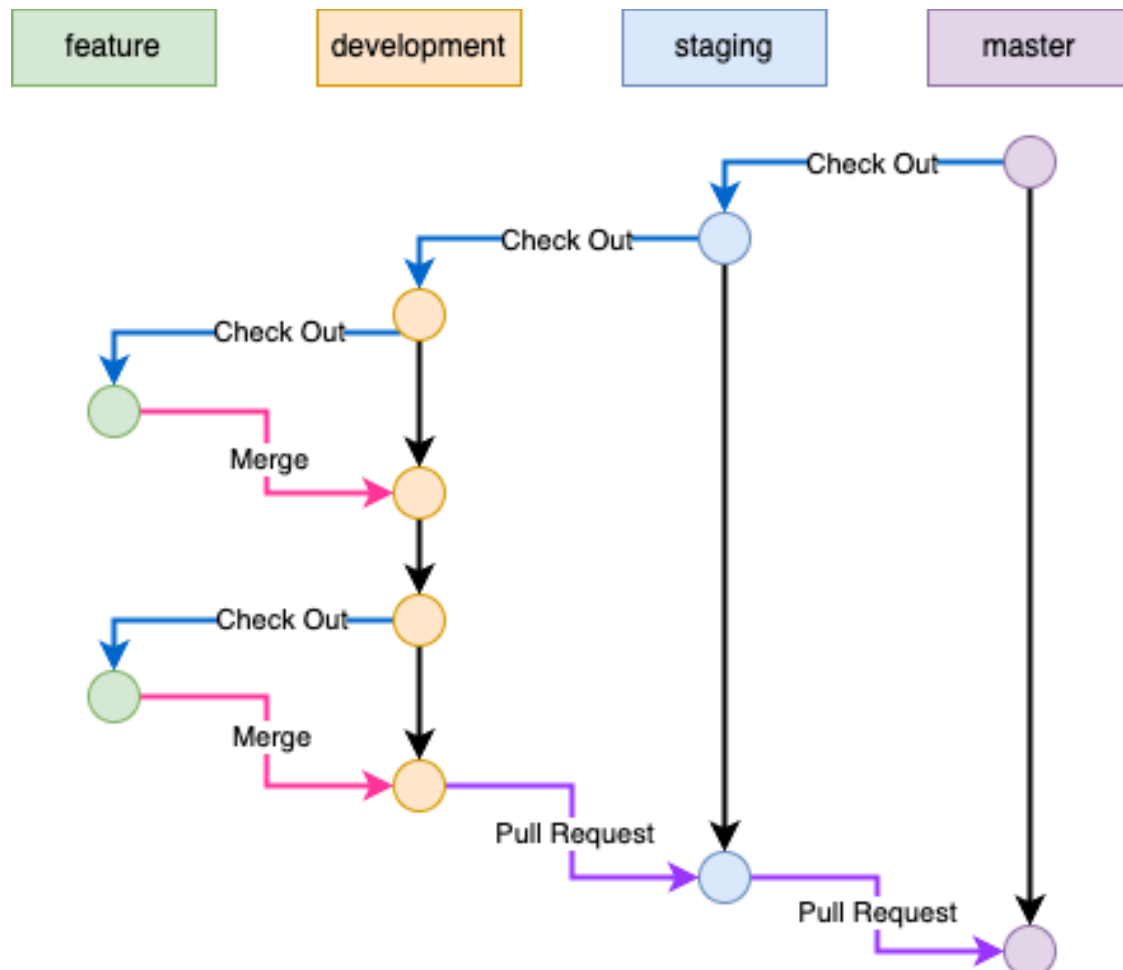 feature
development
staging
master
Check Out
Check Out
Check Out
Merge
Check Out
Merge
Pull Request
Pull Request